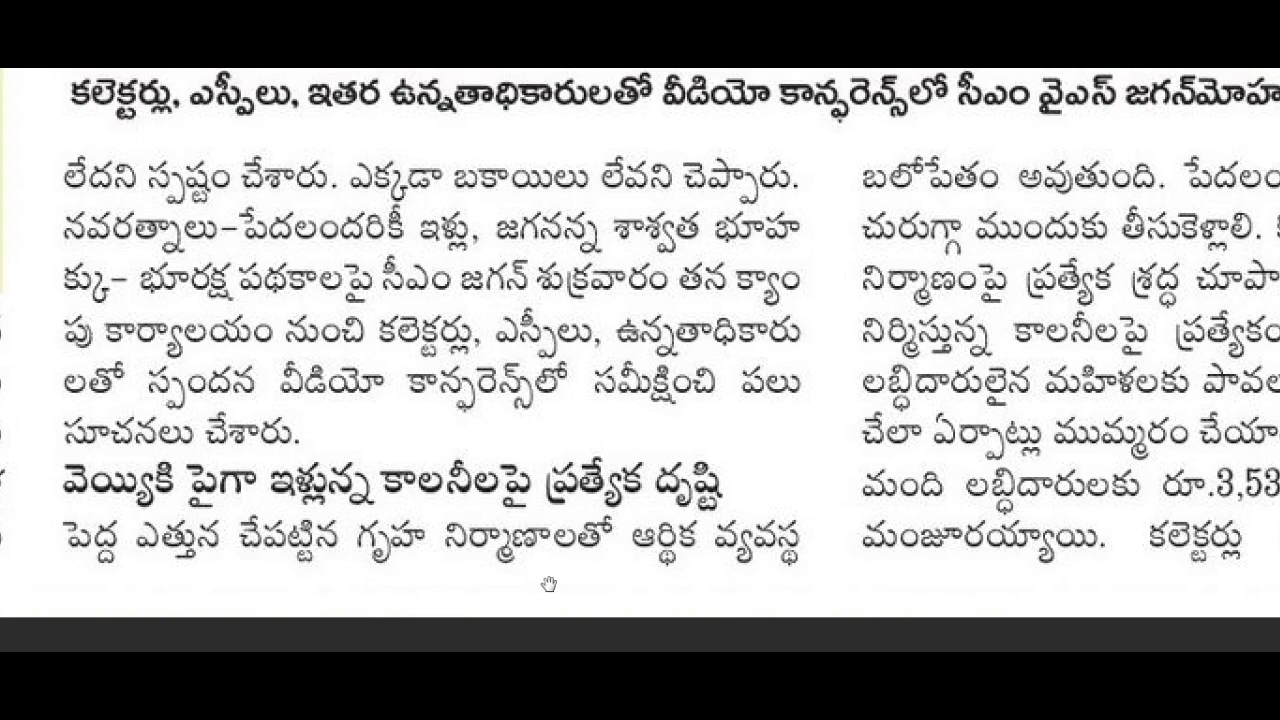 కలెక్టర్లు, ఎస్పీలు, ఇతర ఉన్నతాధికారులతో వీడియో కాన్ఫరెన్స్‌లో సీఎం వైఎస్ జగన్‌మోహ
లేదని స్పష్టం చేశారు. ఎక్కడా బకాయిలు లేవని చెప్పారు.
నవరత్నాలు–పేదలందరికీ ఇళ్లు, జగనన్న శాశ్వత భూహ
క్కు– భూరక్ష పథకాలపై సీఎం జగన్ శుక్రవారం తన క్యాం
పు కార్యాలయం నుంచి కలెక్టర్లు, ఎస్పీలు, ఉన్నతాధికారు
లతో స్పందన వీడియో కాన్ఫరెన్స్‌లో సమీక్షించి పలు
సూచనలు చేశారు.
వెయ్యికి పైగా ఇళ్లున్న కాలనీలపై ప్రత్యేక దృష్టి
పెద్ద ఎత్తున చేపట్టిన గృహ నిర్మాణాలతో ఆర్థిక వ్యవస్థ
బలోపేతం అవుతుంది. పేదలం
చురుగ్గా ముందుకు తీసుకెళ్లాలి.
నిర్మాణంపై ప్రత్యేక శ్రద్ధ చూపా
నిర్మిస్తున్న కాలనీలపై ప్రత్యేకం
లబ్ధిదారులైన మహిళలకు పావల
చేలా ఏర్పాట్లు ముమ్మరం చేయా
మంది లబ్ధిదారులకు రూ.3,53
మంజూరయ్యాయి. కలెక్టర్లు